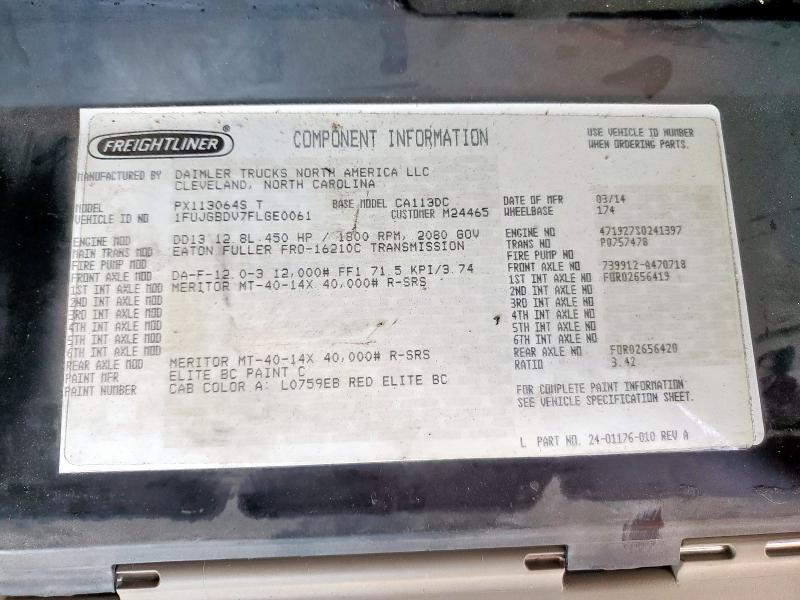 FREIGHTLINER®
COMPONENT INFORMATION
USE VEHICLE ID NUMBER
WHEN ORDERING PARTS.
MANUFACTURED BY DAIMLER TRUCKS NORTH AMERICA LLC
CLEVELAND, NORTH CAROLINA
MODEL PX113064S T BASE MODEL CA113DC DATE OF MFR 03/14
VEHICLE ID NO 1FUJGBDV7FLGE0061 CUSTOMER M24465 WHEELBASE 174
ENGINE MOD DD13 12.8L 450 HP / 1800 RPM, 2080 GOV ENGINE NO 471927S0241397
MAIN TRANS MOD EATON FULLER FRO-16210C TRANSMISSION TRANS NO P0757478
FIRE PUMP MOD FIRE PUMP NO
FRONT AXLE MOD DA-F-12.0-3 12,000# FF1 71.5 KPI/3.74 FRONT AXLE NO 739912-A470718
1ST INT AXLE MOD MERITOR MT-40-14X 40,000# R-SRS 1ST INT AXLE NO FOR02656419
2ND INT AXLE MOD 2ND INT AXLE NO
3RD INT AXLE MOD 3RD INT AXLE NO
4TH INT AXLE MOD 4TH INT AXLE NO
5TH INT AXLE MOD 5TH INT AXLE NO
6TH INT AXLE MOD 6TH INT AXLE NO
REAR AXLE MOD MERITOR MT-40-14X 40,000# R-SRS REAR AXLE NO FOR02656420
PAINT MFR ELITE BC PAINT C RATIO 3.42
PAINT NUMBER CAB COLOR A: L0759EB RED ELITE BC
FOR COMPLETE PAINT INFORMATION
SEE VEHICLE SPECIFICATION SHEET.
L PART NO. 24-01176-010 REV A